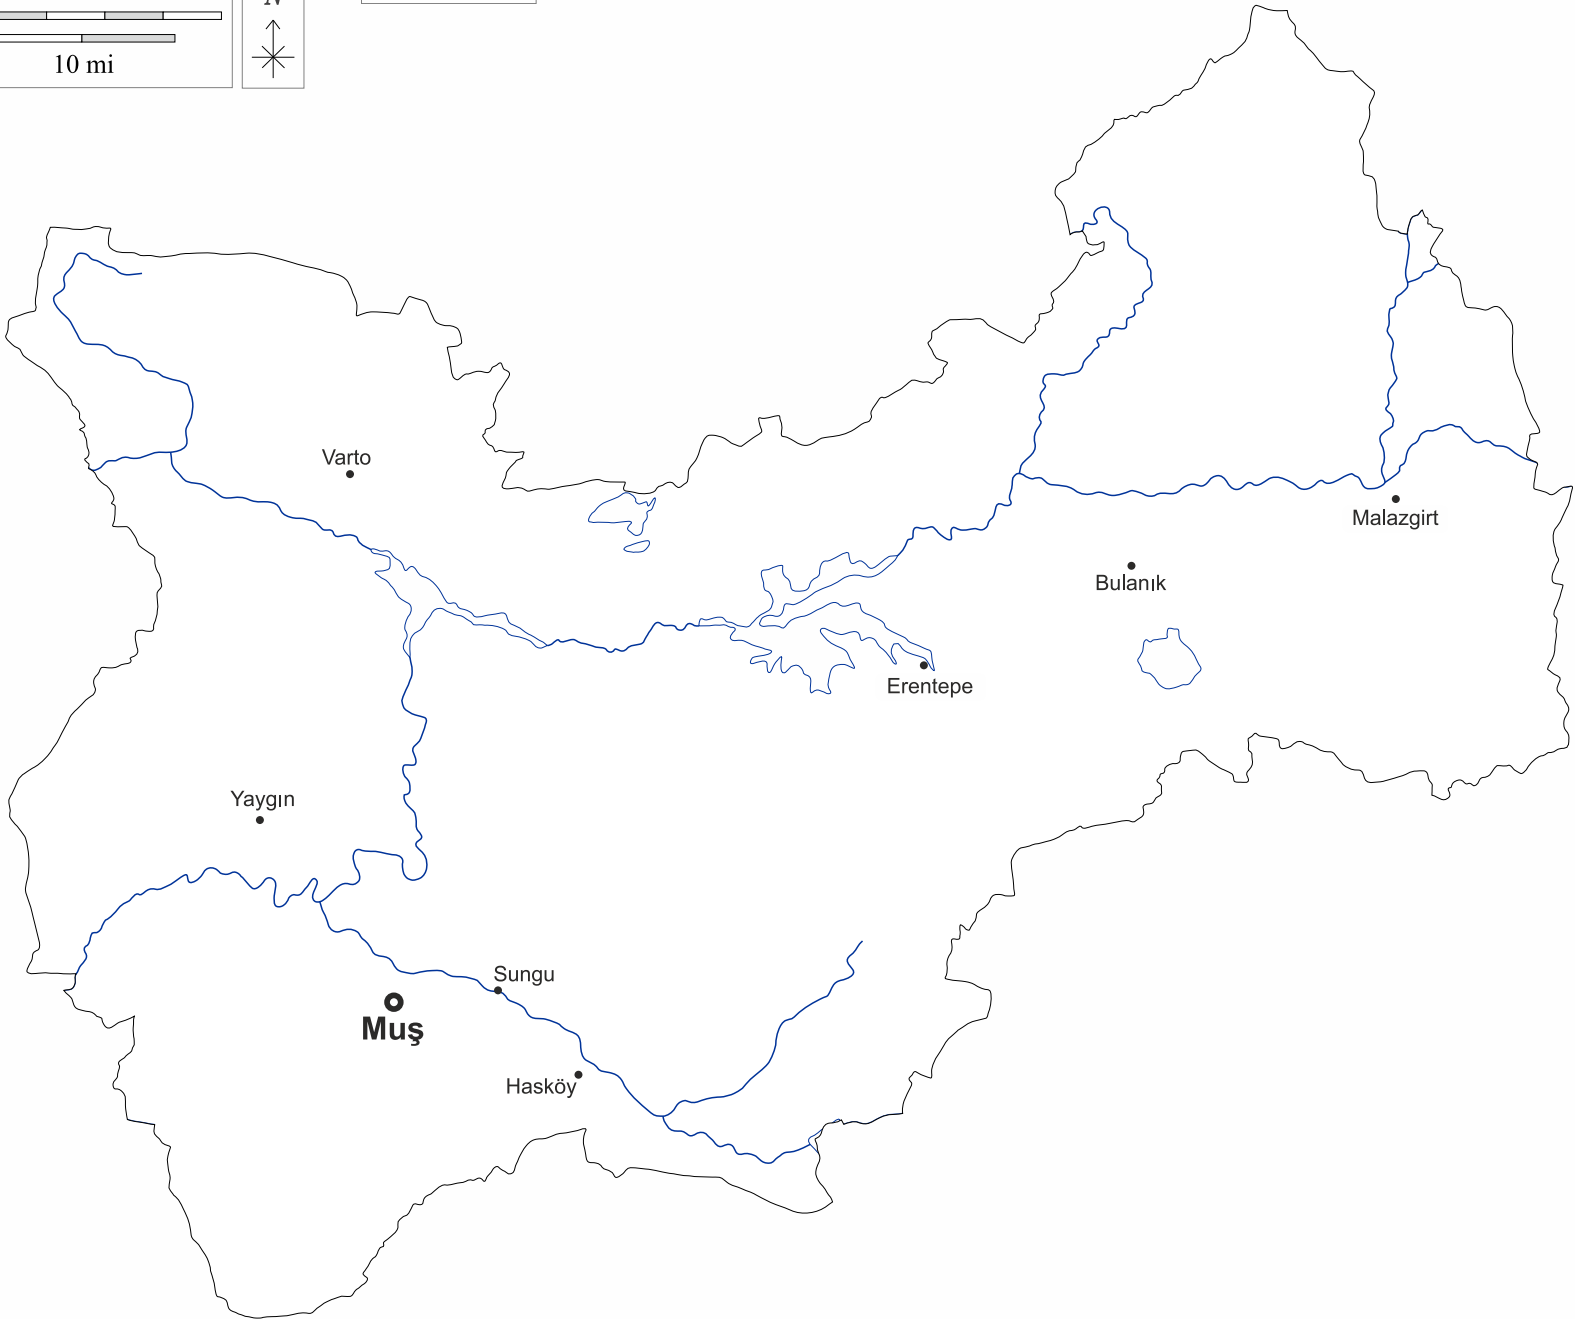 N
10 mi
Varto
Malazgirt
Bulanık
Erentepe
Yaygın
Sungu
Muş
Hasköy